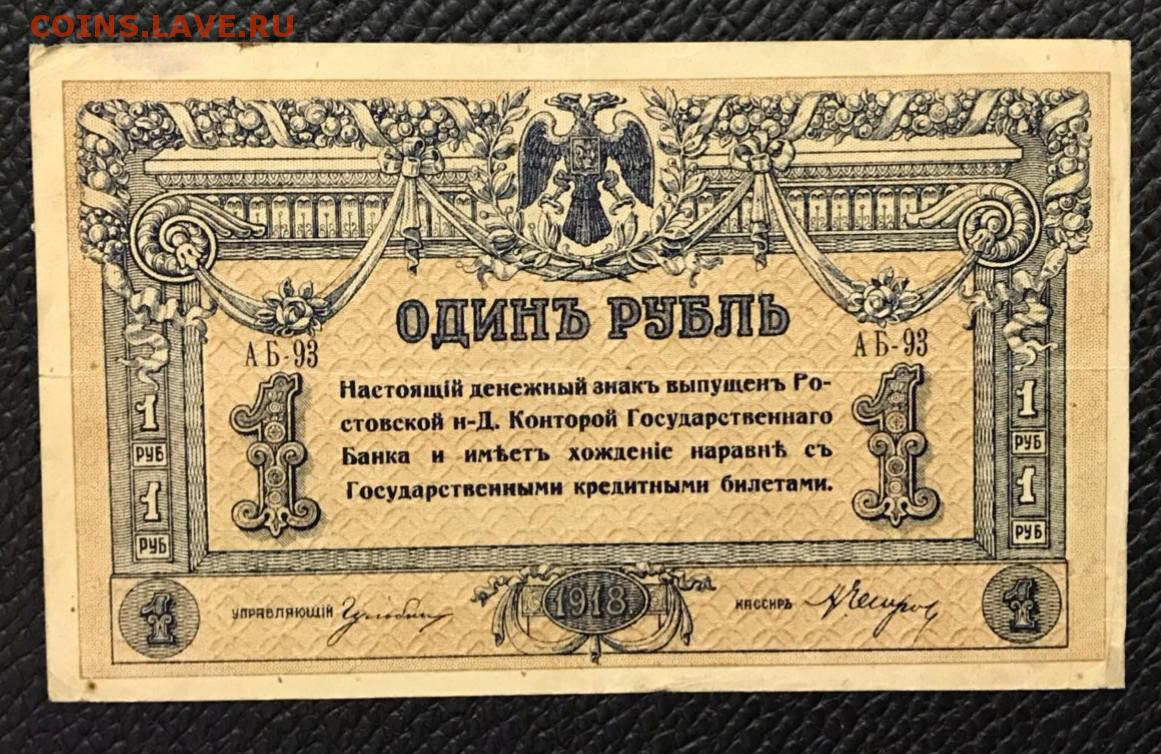 COINS.LAVE.RU
ОДИНЪ РУБЛЬ
АБ-93
АБ-93
1
1
Настоящій денежный знакъ выпущенъ Ро-
стовской н-Д. Конторой Государственнаго
Банка и имѣетъ хожденіе наравнѣ съ
Государственными кредитными билетами.
1
РУБ
1
РУБ
1
РУБ
1
РУБ
1
УПРАВЛЯЮЩІЙ
1918
КАССИРЪ
1